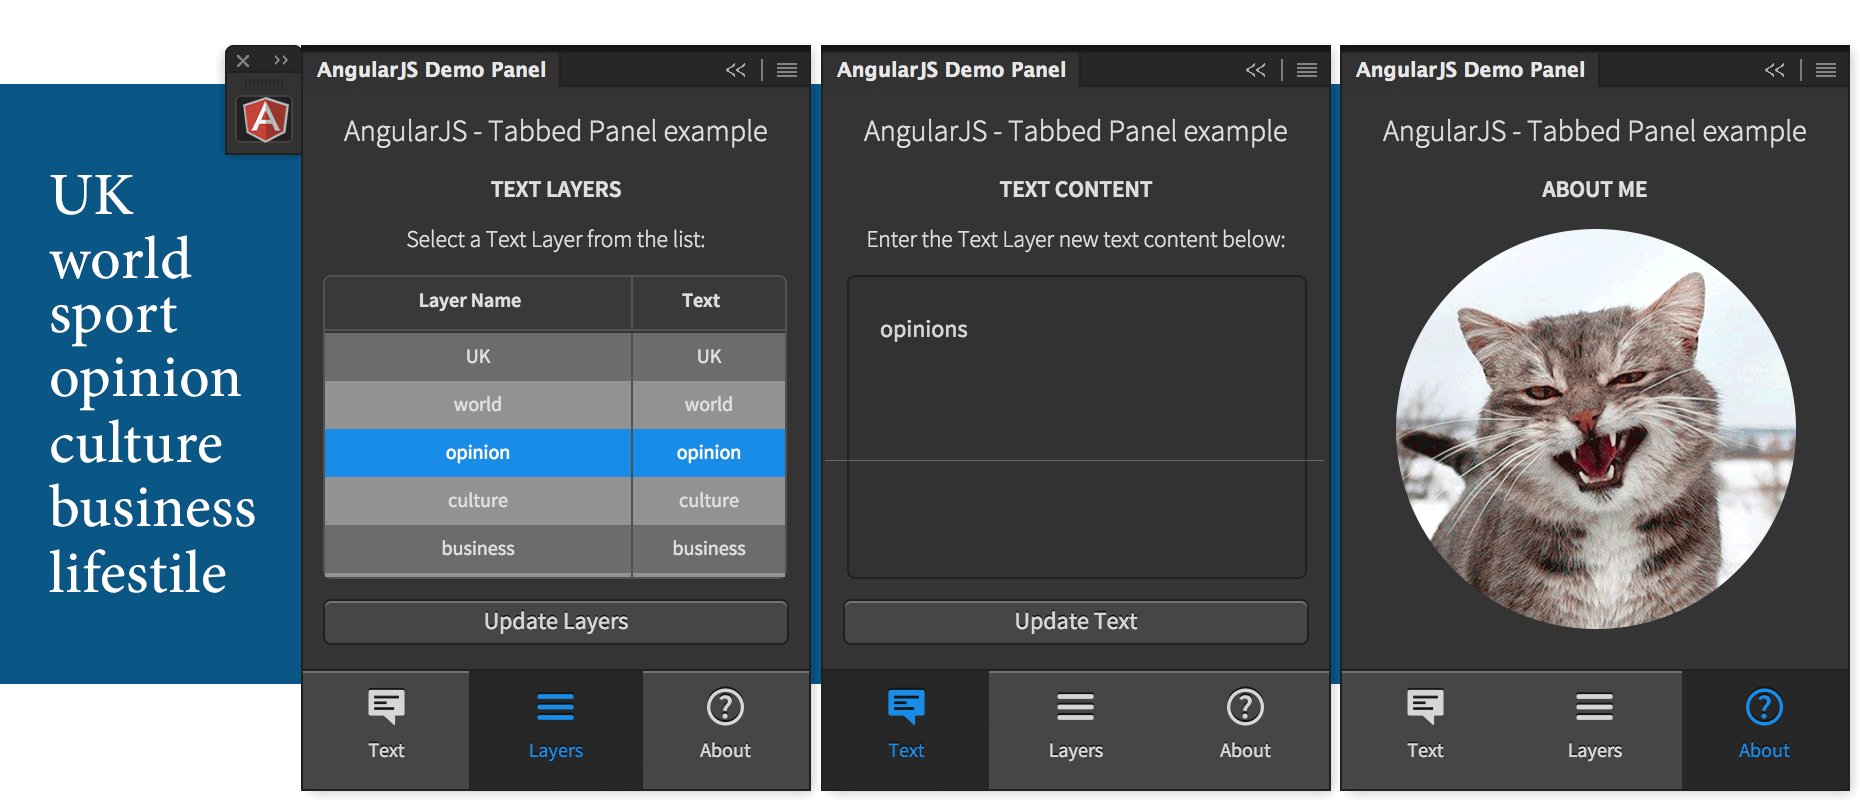 UK
world
sport
opinion
culture
business
lifestile
AngularJS Demo Panel
AngularJS - Tabbed Panel example
TEXT LAYERS
Select a Text Layer from the list:
Layer Name Text
UK UK
world world
opinion opinion
culture culture
business business
Update Layers
Text Layers About
AngularJS Demo Panel
AngularJS - Tabbed Panel example
TEXT CONTENT
Enter the Text Layer new text content below:
opinions
Update Text
Text Layers About
AngularJS Demo Panel
AngularJS - Tabbed Panel example
ABOUT ME
Text Layers About